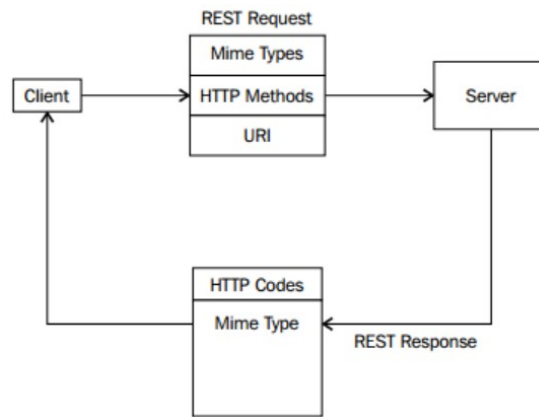 REST Request
Mime Types
Client
HTTP Methods
Server
URI
HTTP Codes
Mime Type
REST Response